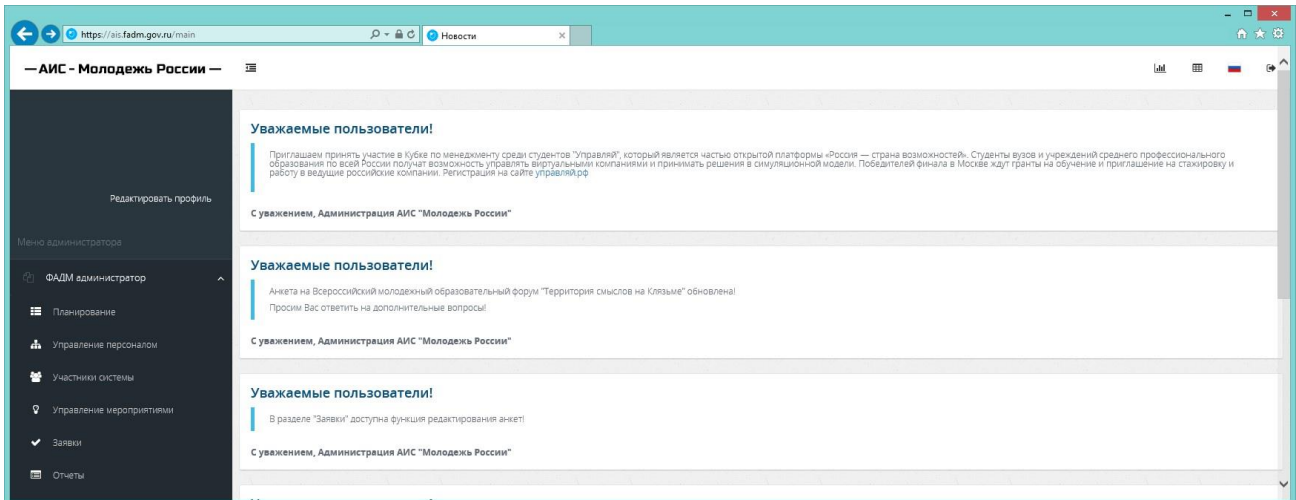 https://ais.fadm.gov.ru/main
Новости
— АИС - Молодежь России —
Редактировать профиль
Меню администратора
ФАДМ администратор
Планирование
Управление персоналом
Участники системы
Управление мероприятиями
Заявки
Отчеты
Уважаемые пользователи!
Приглашаем принять участие в Кубке по менеджменту среди студентов "Управляй", который является частью открытой платформы «Россия — страна возможностей». Студенты вузов и учреждений среднего профессионального
образования по всей России получат возможность управлять виртуальными компаниями и принимать решения в симуляционной модели. Победителей финала в Москве ждут гранты на обучение и приглашение на стажировку и
работу в ведущие российские компании. Регистрация на сайте управляй.рф
С уважением, Администрация АИС "Молодежь России"
Уважаемые пользователи!
Анкета на Всероссийский молодежный образовательный форум "Территория смыслов на Клязьме" обновлена!
Просим Вас ответить на дополнительные вопросы!
С уважением, Администрация АИС "Молодежь России"
Уважаемые пользователи!
В разделе "Заявки" доступна функция редактирования анкет!
С уважением, Администрация АИС "Молодежь России"